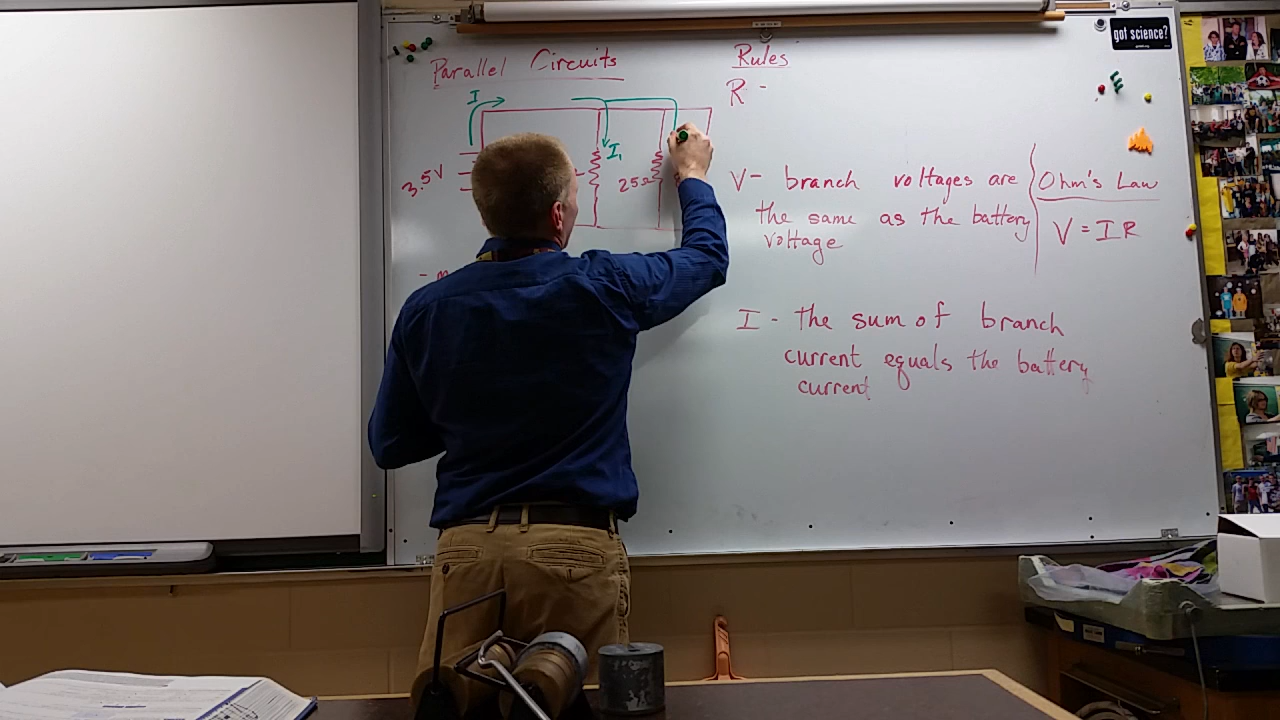 got science?
Parallel Circuits
Rules
R -
I
I₁
3.5V
25Ω
V- branch voltages are
the same as the battery
voltage
Ohm's Law
V = IR
I - the sum of branch
current equals the battery
current